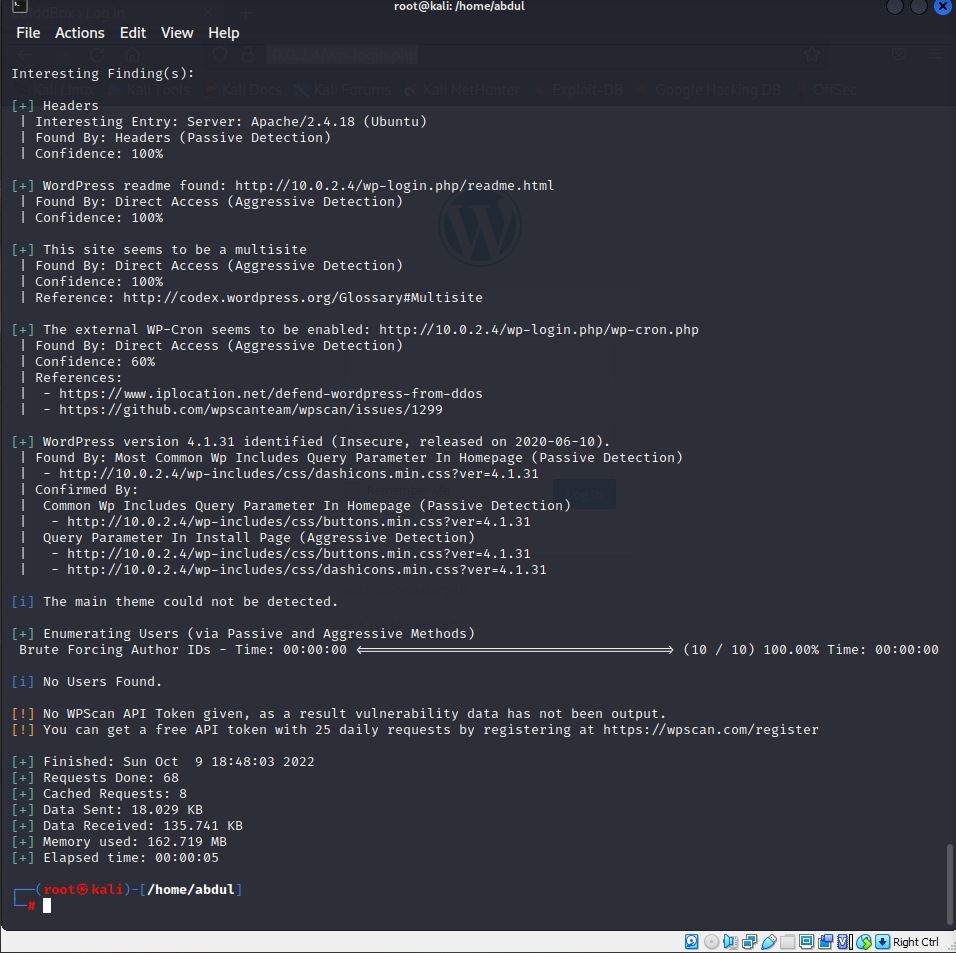 root@kali: /home/abdul
File Actions Edit View Help
Kali Linux Kali Tools Kali Docs Kali Forums Kali NetHunter Exploit-DB Google Hacking DB OffSec
Interesting Finding(s):
[+] Headers
| Interesting Entry: Server: Apache/2.4.18 (Ubuntu)
| Found By: Headers (Passive Detection)
| Confidence: 100%
[+] WordPress readme found: http://10.0.2.4/wp-login.php/readme.html
| Found By: Direct Access (Aggressive Detection)
| Confidence: 100%
[+] This site seems to be a multisite
| Found By: Direct Access (Aggressive Detection)
| Confidence: 100%
| Reference: http://codex.wordpress.org/Glossary#Multisite
[+] The external WP-Cron seems to be enabled: http://10.0.2.4/wp-login.php/wp-cron.php
| Found By: Direct Access (Aggressive Detection)
| Confidence: 60%
| References:
| - https://www.iplocation.net/defend-wordpress-from-ddos
| - https://github.com/wpscanteam/wpscan/issues/1299
[+] WordPress version 4.1.31 identified (Insecure, released on 2020-06-10).
| Found By: Most Common Wp Includes Query Parameter In Homepage (Passive Detection)
| - http://10.0.2.4/wp-includes/css/dashicons.min.css?ver=4.1.31
| Confirmed By:
| Common Wp Includes Query Parameter In Homepage (Passive Detection)
| - http://10.0.2.4/wp-includes/css/buttons.min.css?ver=4.1.31
| Query Parameter In Install Page (Aggressive Detection)
| - http://10.0.2.4/wp-includes/css/buttons.min.css?ver=4.1.31
| - http://10.0.2.4/wp-includes/css/dashicons.min.css?ver=4.1.31
[i] The main theme could not be detected.
[+] Enumerating Users (via Passive and Aggressive Methods)
Brute Forcing Author IDs - Time: 00:00:00 <==========================================> (10 / 10) 100.00% Time: 00:00:00
[i] No Users Found.
[!] No WPScan API Token given, as a result vulnerability data has not been output.
[!] You can get a free API token with 25 daily requests by registering at https://wpscan.com/register
[+] Finished: Sun Oct  9 18:48:03 2022
[+] Requests Done: 68
[+] Cached Requests: 8
[+] Data Sent: 18.029 KB
[+] Data Received: 135.741 KB
[+] Memory used: 162.719 MB
[+] Elapsed time: 00:00:05
┌──(root㉿kali)-[/home/abdul]
└─#
Right Ctrl